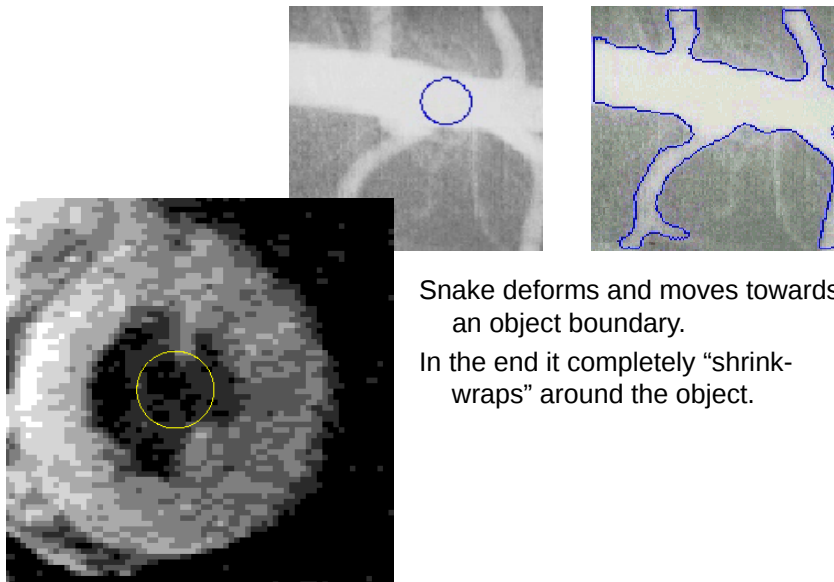 Snake deforms and moves towards
an object boundary.
In the end it completely “shrink-
wraps” around the object.